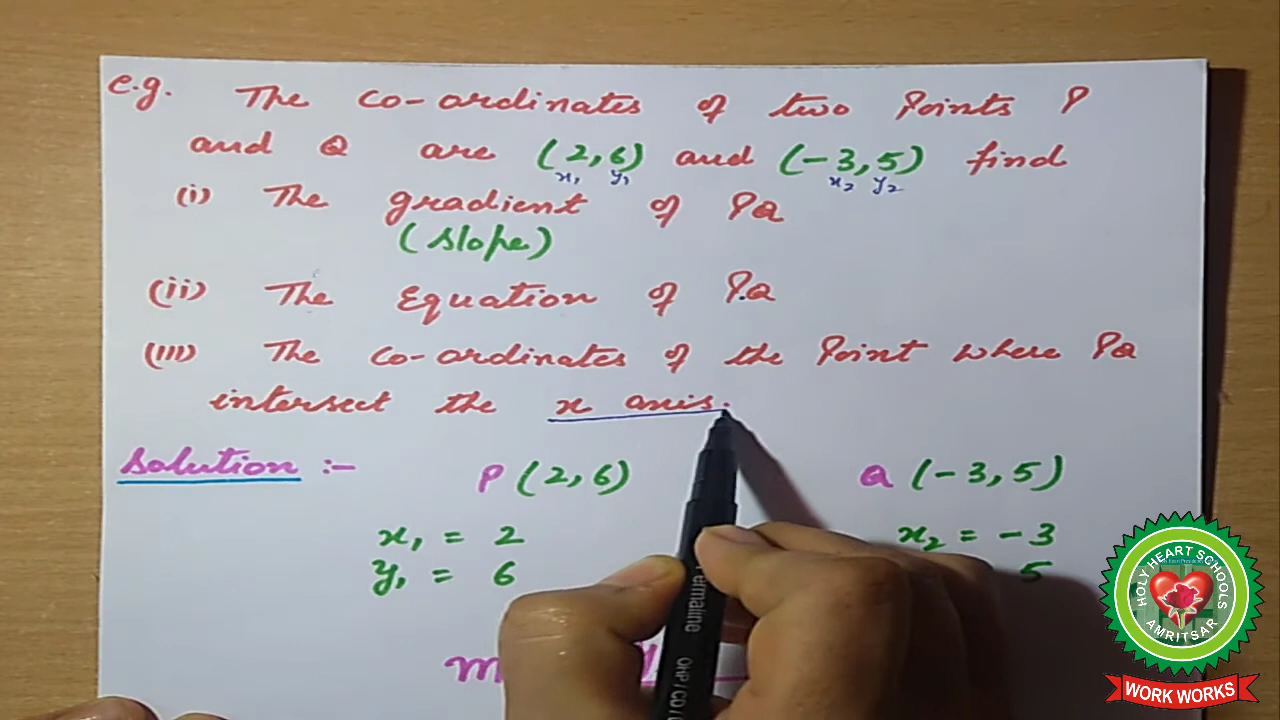 e.g. The co-ordinates of two Points P
and Q are (2,6) and (-3,5) find
x₁ y₁ x₂ y₂
(i) The gradient of PQ
(slope)
(ii) The Equation of PQ
(III) The co-ordinates of the Point where PQ
intersect the x axis.
Solution :- P (2,6) Q (-3,5)
x₁ = 2 x₂ = -3
y₁ = 6 5
m
Permaline
OHP/CD/
HOLY HEART SCHOOLS
AMRITSAR
WORK WORKS